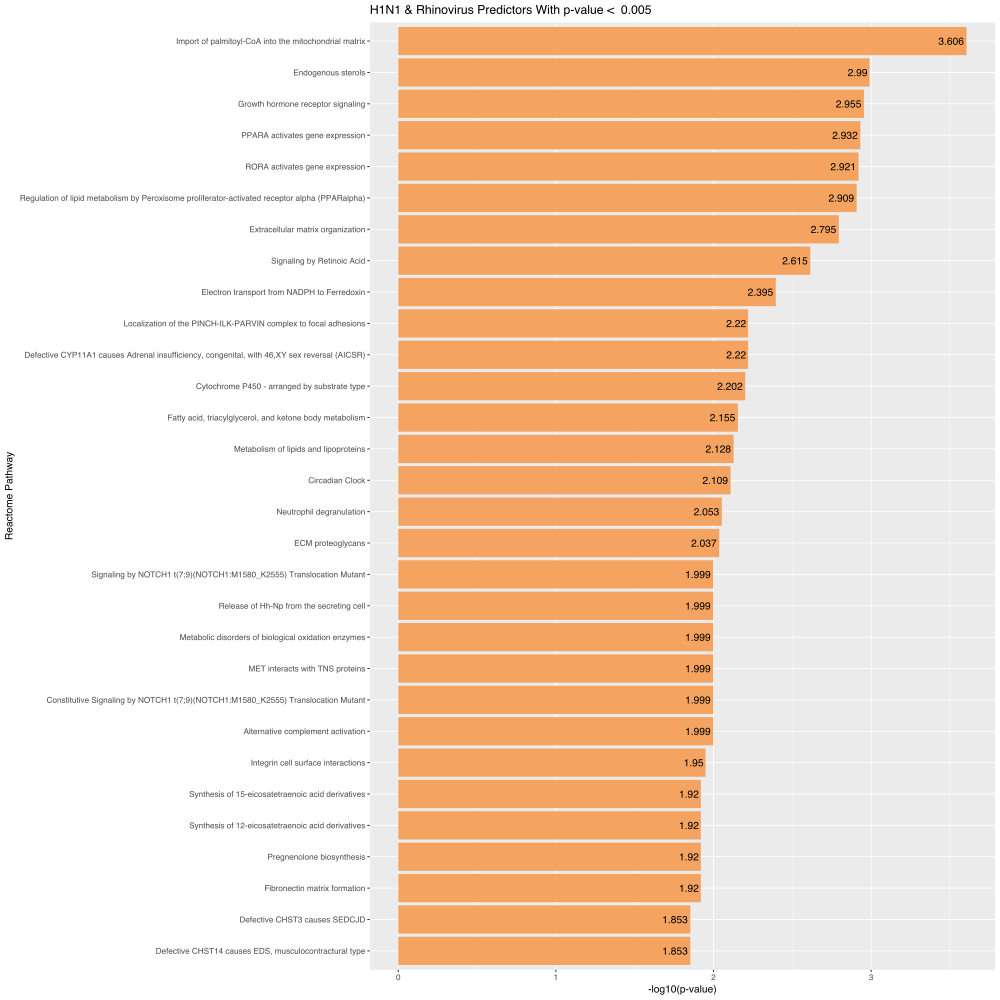 H1N1 & Rhinovirus Predictors With p-value < 0.005
Reactome Pathway
Import of palmitoyl-CoA into the mitochondrial matrix 3.606
Endogenous sterols 2.99
Growth hormone receptor signaling 2.955
PPARA activates gene expression 2.932
RORA activates gene expression 2.921
Regulation of lipid metabolism by Peroxisome proliferator-activated receptor alpha (PPARalpha) 2.909
Extracellular matrix organization 2.795
Signaling by Retinoic Acid 2.615
Electron transport from NADPH to Ferredoxin 2.395
Localization of the PINCH-ILK-PARVIN complex to focal adhesions 2.22
Defective CYP11A1 causes Adrenal insufficiency, congenital, with 46,XY sex reversal (AICSR) 2.22
Cytochrome P450 - arranged by substrate type 2.202
Fatty acid, triacylglycerol, and ketone body metabolism 2.155
Metabolism of lipids and lipoproteins 2.128
Circadian Clock 2.109
Neutrophil degranulation 2.053
ECM proteoglycans 2.037
Signaling by NOTCH1 t(7;9)(NOTCH1:M1580_K2555) Translocation Mutant 1.999
Release of Hh-Np from the secreting cell 1.999
Metabolic disorders of biological oxidation enzymes 1.999
MET interacts with TNS proteins 1.999
Constitutive Signaling by NOTCH1 t(7;9)(NOTCH1:M1580_K2555) Translocation Mutant 1.999
Alternative complement activation 1.999
Integrin cell surface interactions 1.95
Synthesis of 15-eicosatetraenoic acid derivatives 1.92
Synthesis of 12-eicosatetraenoic acid derivatives 1.92
Pregnenolone biosynthesis 1.92
Fibronectin matrix formation 1.92
Defective CHST3 causes SEDCJD 1.853
Defective CHST14 causes EDS, musculocontractural type 1.853
0 1 2 3
-log10(p-value)